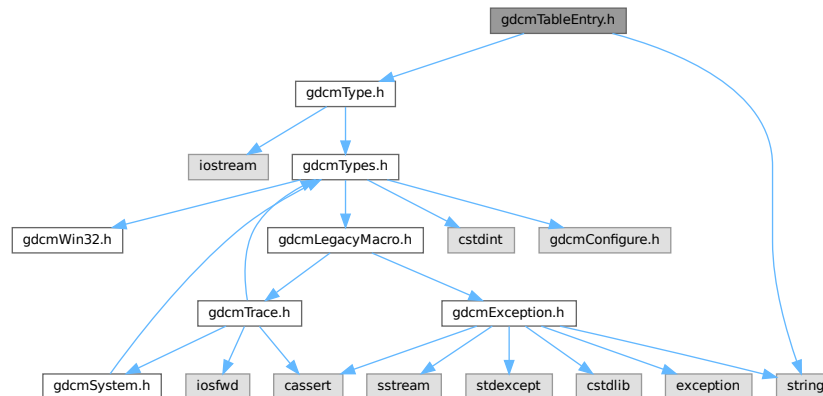 gdcmTableEntry.h
gdcmType.h
iostream
gdcmTypes.h
gdcmWin32.h
gdcmLegacyMacro.h
cstdint
gdcmConfigure.h
gdcmTrace.h
gdcmException.h
gdcmSystem.h
iosfwd
cassert
sstream
stdexcept
cstdlib
exception
string